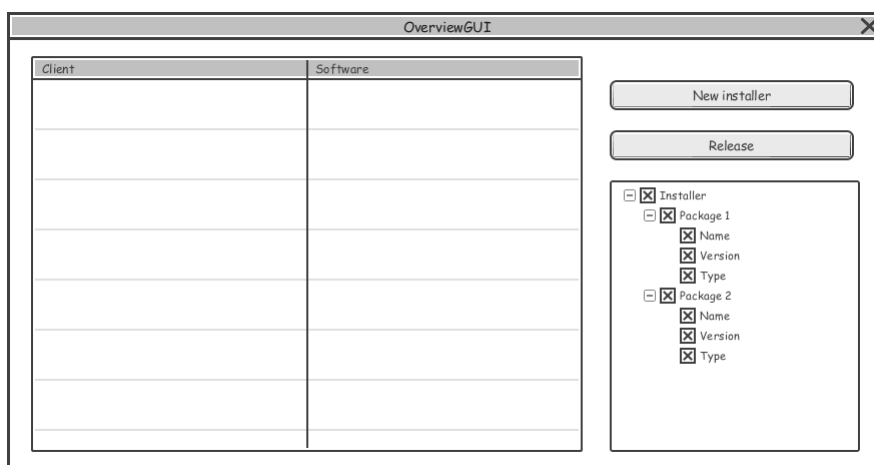 OverviewGUI
Client
Software
New installer
Release
Installer
Package 1
Name
Version
Type
Package 2
Name
Version
Type